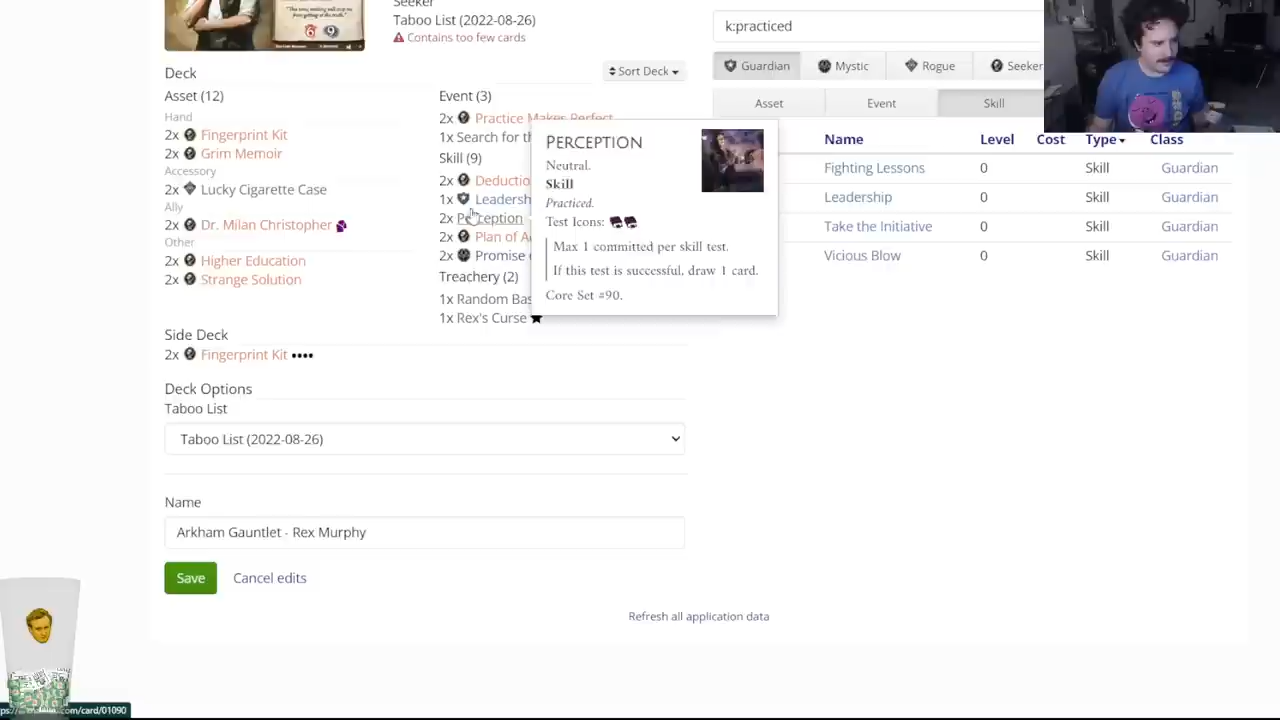 Seeker
Taboo List (2022-08-26)
Contains too few cards
k:practiced
Guardian
Mystic
Rogue
Seeker
Asset
Event
Skill
Name
Level
Cost
Type
Class
Fighting Lessons
0
Skill
Guardian
Leadership
0
Skill
Guardian
Take the Initiative
0
Skill
Guardian
Vicious Blow
0
Skill
Guardian
Deck
Sort Deck
Asset (12)
Hand
2x Fingerprint Kit
2x Grim Memoir
Accessory
2x Lucky Cigarette Case
Ally
2x Dr. Milan Christopher
Other
2x Higher Education
2x Strange Solution
Event (3)
2x Practice Makes Perfect
1x Search for th
Skill (9)
2x Deductio
1x Leadersh
2x Perception
2x Plan of A
2x Promise
Treachery (2)
1x Random Bas
1x Rex's Curse
PERCEPTION
Neutral.
Skill
Practiced.
Test Icons:
Max 1 committed per skill test.
If this test is successful, draw 1 card.
Core Set #90.
Side Deck
2x Fingerprint Kit
Deck Options
Taboo List
Taboo List (2022-08-26)
Name
Arkham Gauntlet - Rex Murphy
Save
Cancel edits
Refresh all application data
.com/card/01090